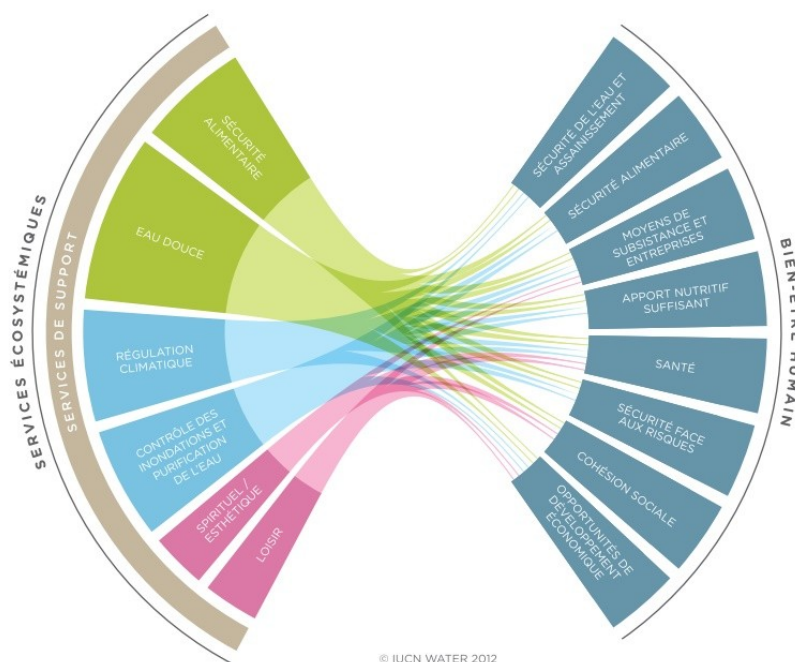 SERVICES ÉCOSYSTÉMIQUES
SERVICES DE SUPPORT
SÉCURITÉ
ALIMENTAIRE
EAU DOUCE
RÉGULATION
CLIMATIQUE
CONTRÔLE DES
INONDATIONS ET
PURIFICATION
DE L'EAU
SPIRITUEL /
ESTHÉTIQUE
LOISIR
SÉCURITÉ DE L'EAU ET
ASSAINISSEMENT
SÉCURITÉ ALIMENTAIRE
MOYENS DE
SUBSISTANCE ET
ENTREPRISES
APPORT NUTRITIF
SUFFISANT
SANTÉ
SÉCURITÉ FACE
AUX RISQUES
COHÉSION SOCIALE
OPPORTUNITÉS DE
DÉVELOPPEMENT
ÉCONOMIQUE
BIEN-ÊTRE HUMAIN
© IUCN WATER 2012